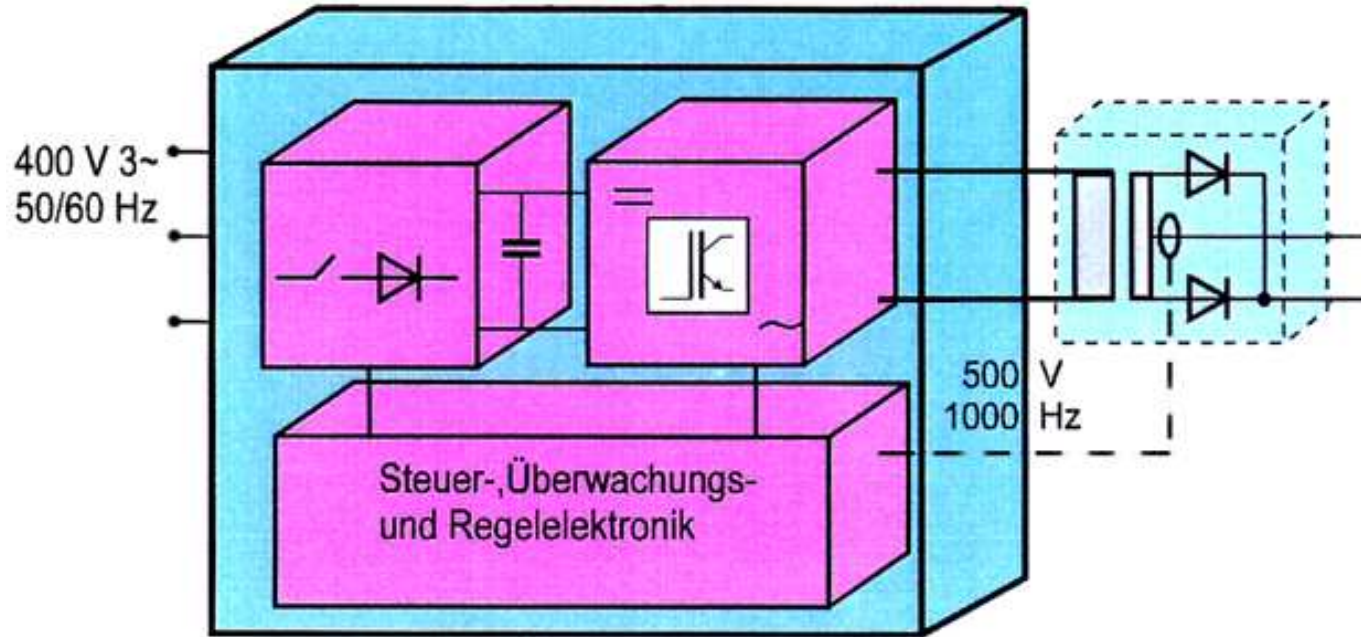 400 V 3~
50/60 Hz
500 V
1000 Hz
Steuer-,Überwachungs-
und Regelelektronik